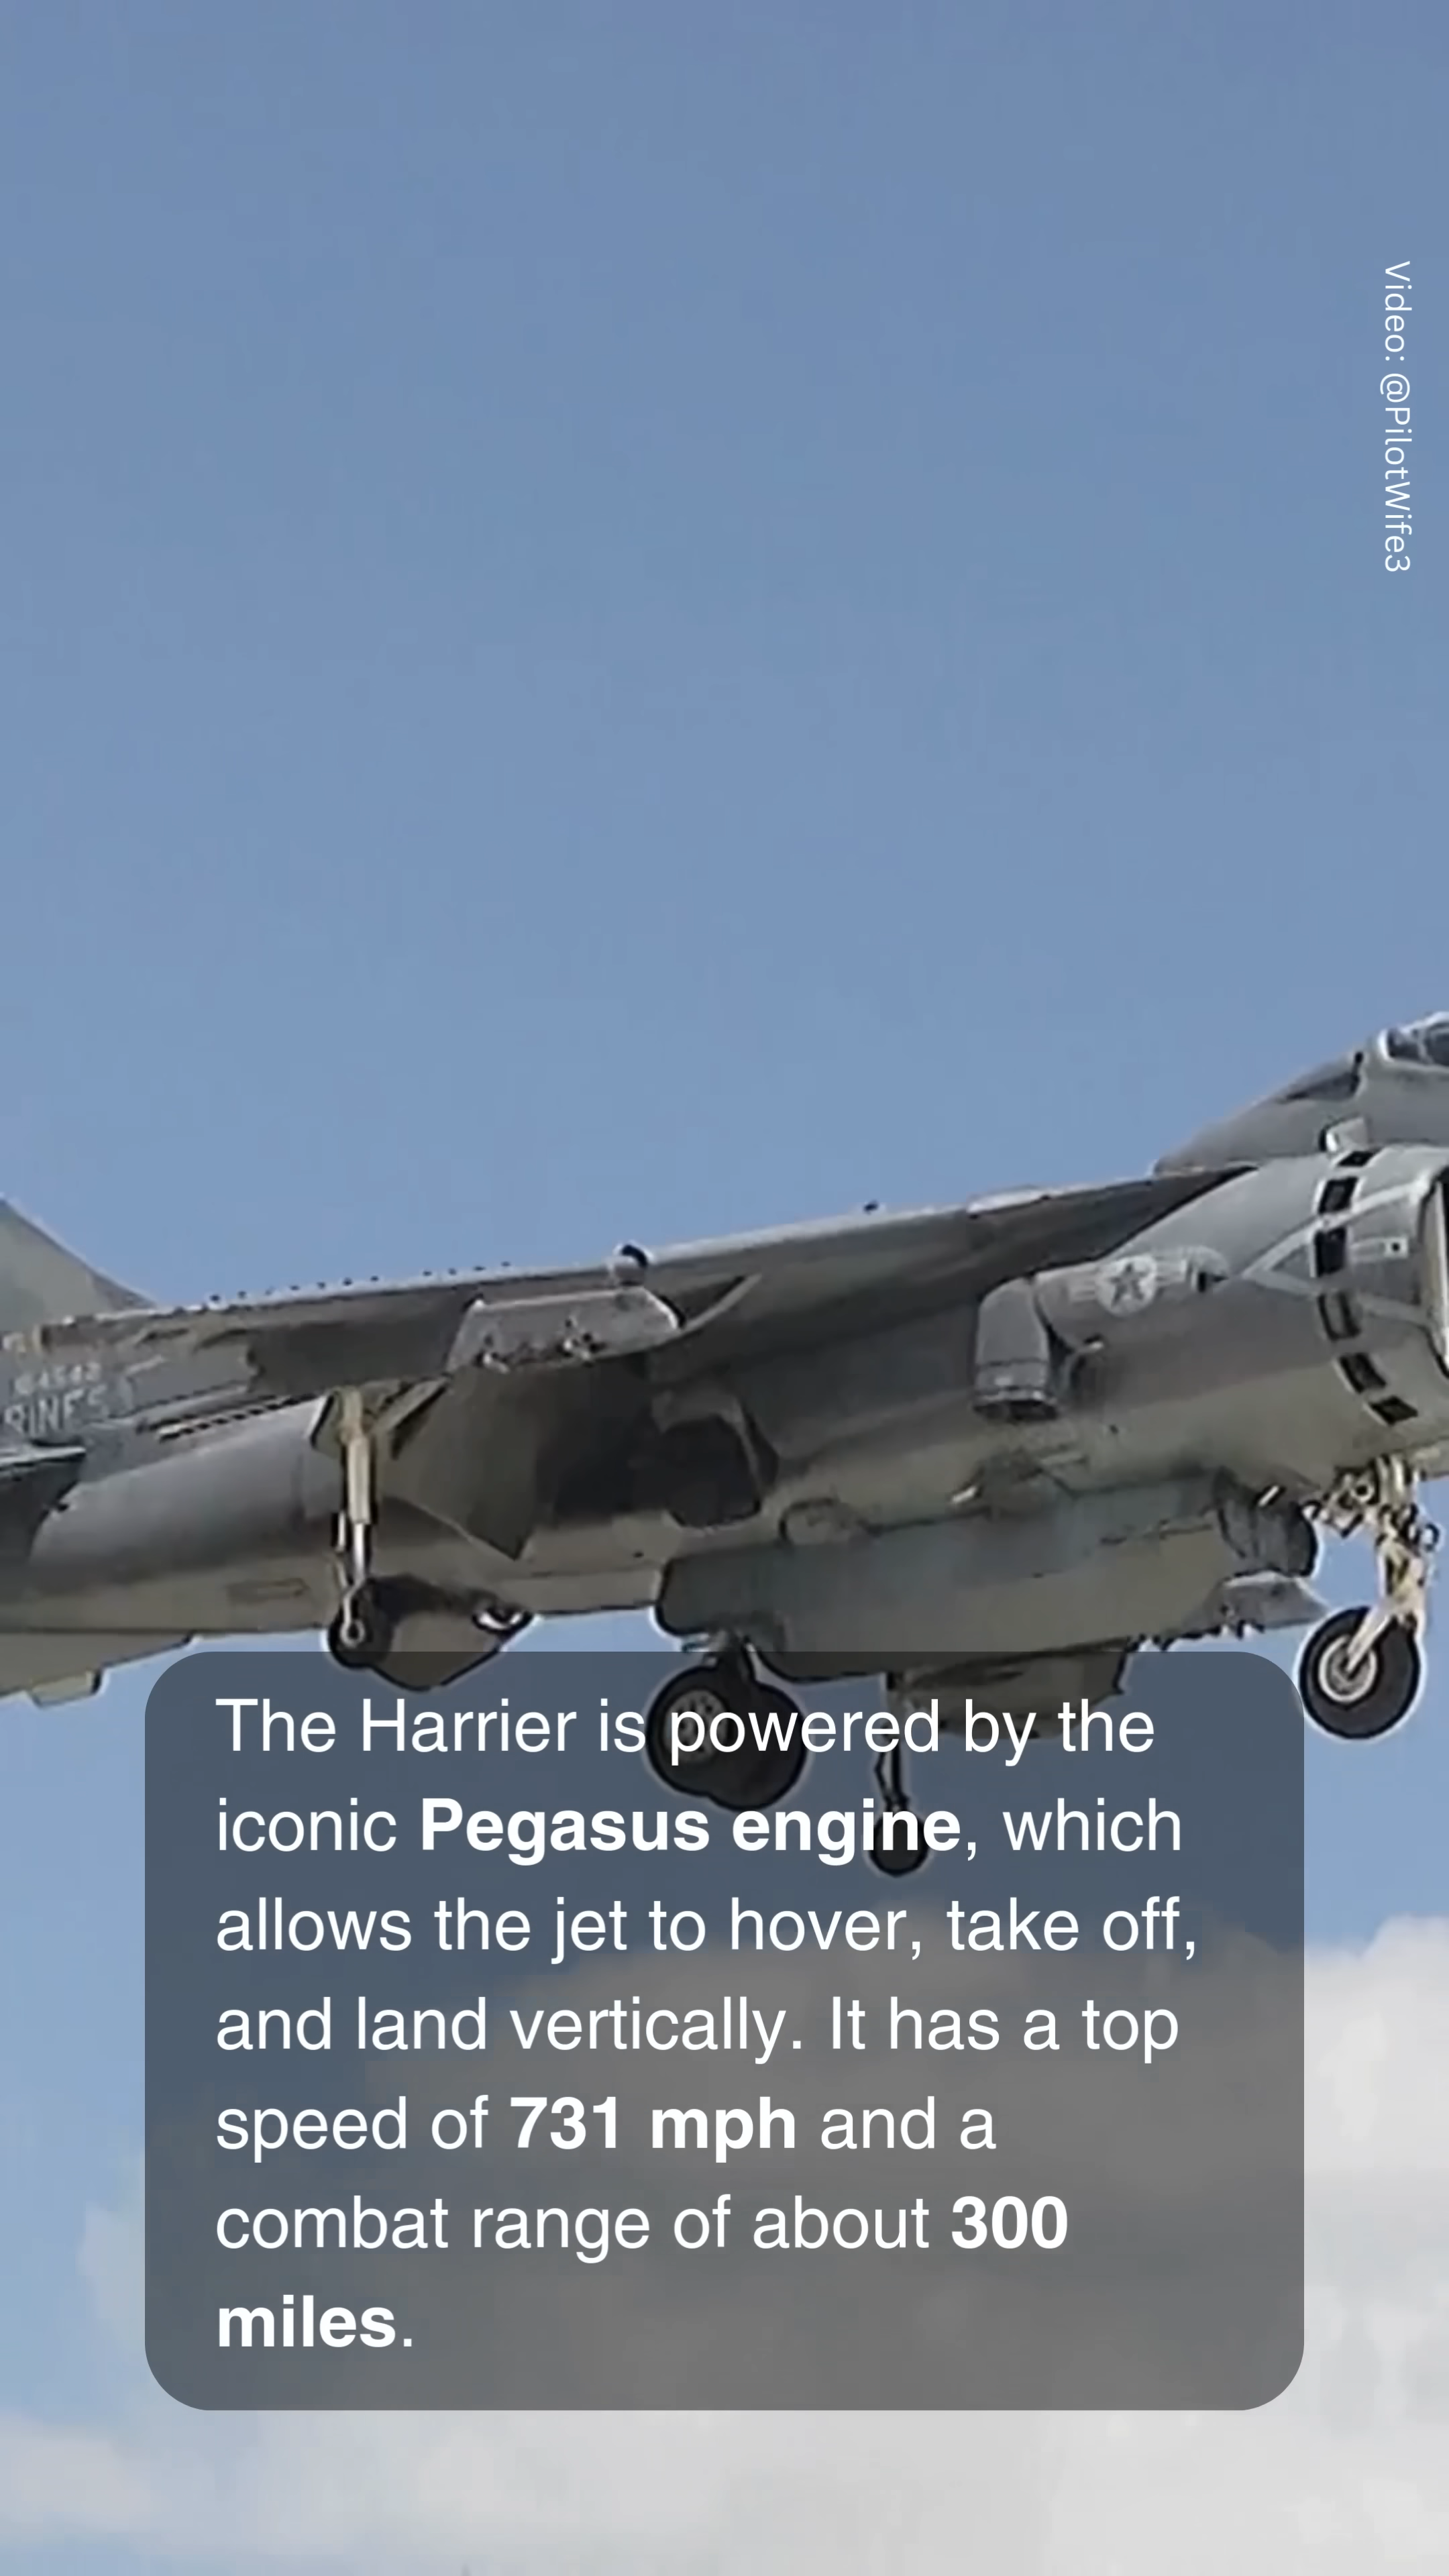 Video: @PilotWife3
The Harrier is powered by the
iconic Pegasus engine, which
allows the jet to hover, take off,
and land vertically. It has a top
speed of 731 mph and a
combat range of about 300
miles.